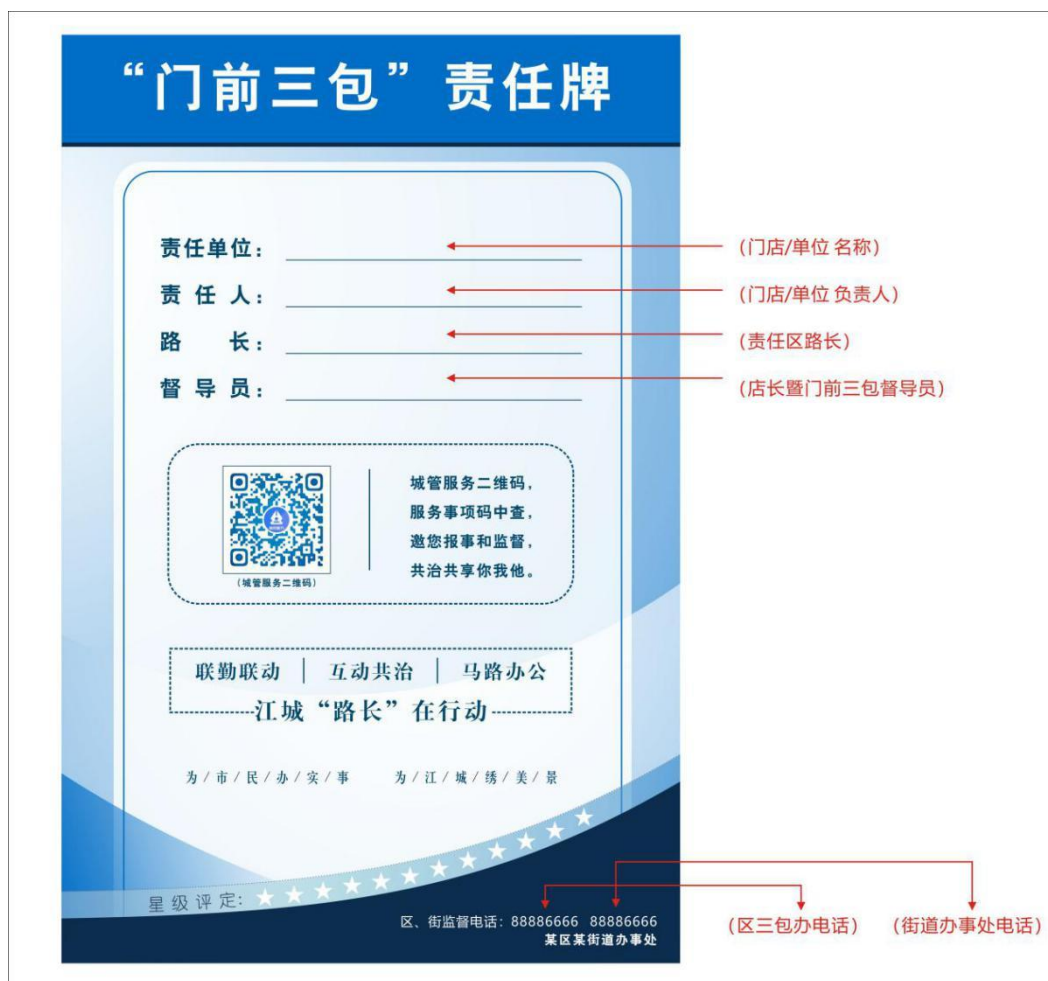 “门前三包”责任牌
责任单位：
（门店/单位 名称）
责 任 人：
（门店/单位 负责人）
路 长：
（责任区路长）
督 导 员：
（店长暨门前三包督导员）
城管服务二维码，
服务事项码中查，
邀您报事和监督，
共治共享你我他。
（城管服务二维码）
联勤联动 | 互动共治 | 马路办公
江城“路长”在行动
为/市/民/办/实/事 为/江/城/绣/美/景
星级评定：
区、街监督电话：88886666 88886666
某区某街道办事处
（区三包办电话） （街道办事处电话）